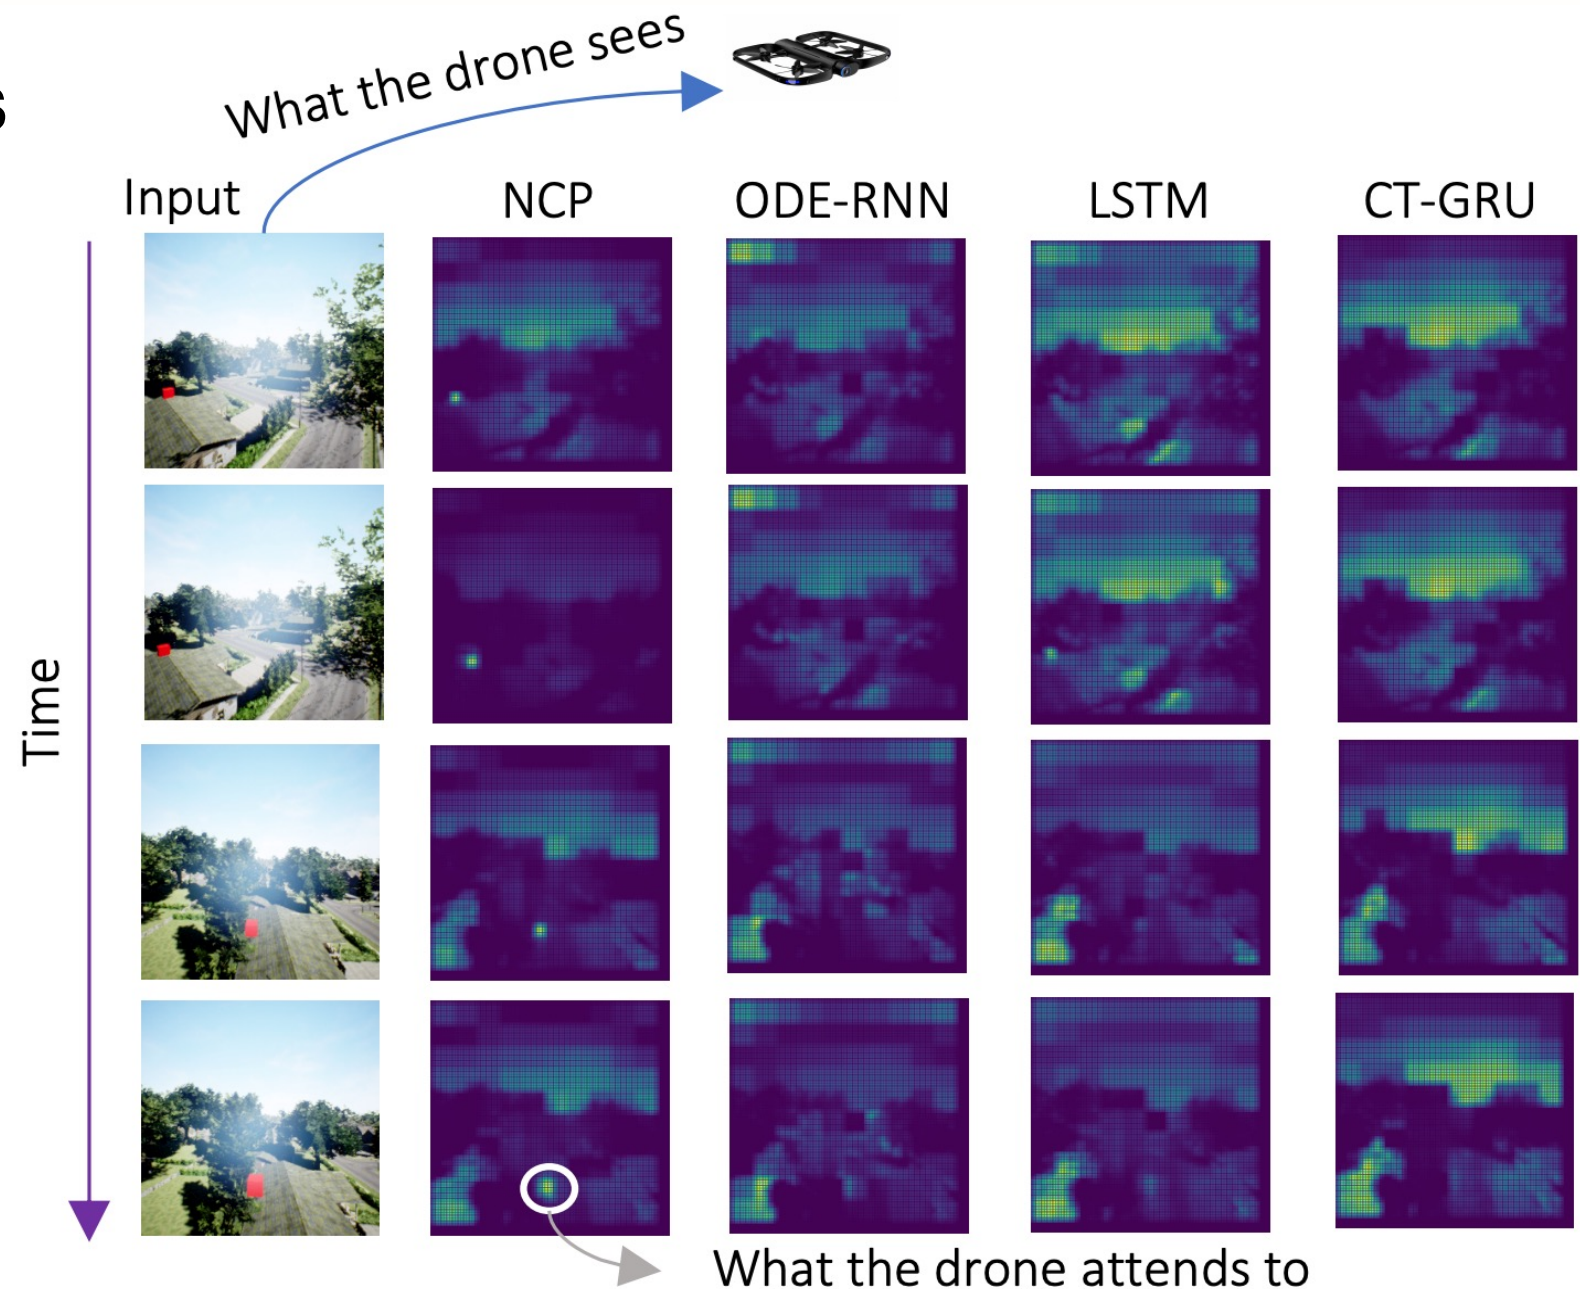 What the drone sees
s
Input
NCP
ODE-RNN
LSTM
CT-GRU
Time
What the drone attends to